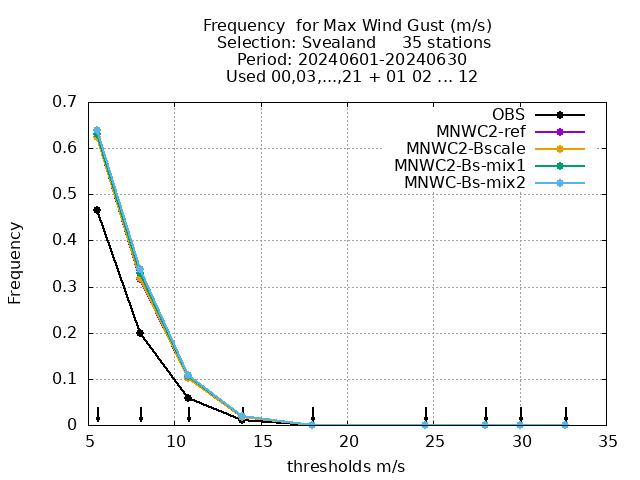 Frequency  for Max Wind Gust (m/s)
Selection: Svealand     35 stations
Period: 20240601-20240630
Used 00,03,...,21 + 01 02 ... 12
0.7
0.6
0.5
0.4
0.3
0.2
0.1
0
Frequency
OBS
MNWC2-ref
MNWC2-Bscale
MNWC2-Bs-mix1
MNWC-Bs-mix2
5 10 15 20 25 30 35
thresholds m/s